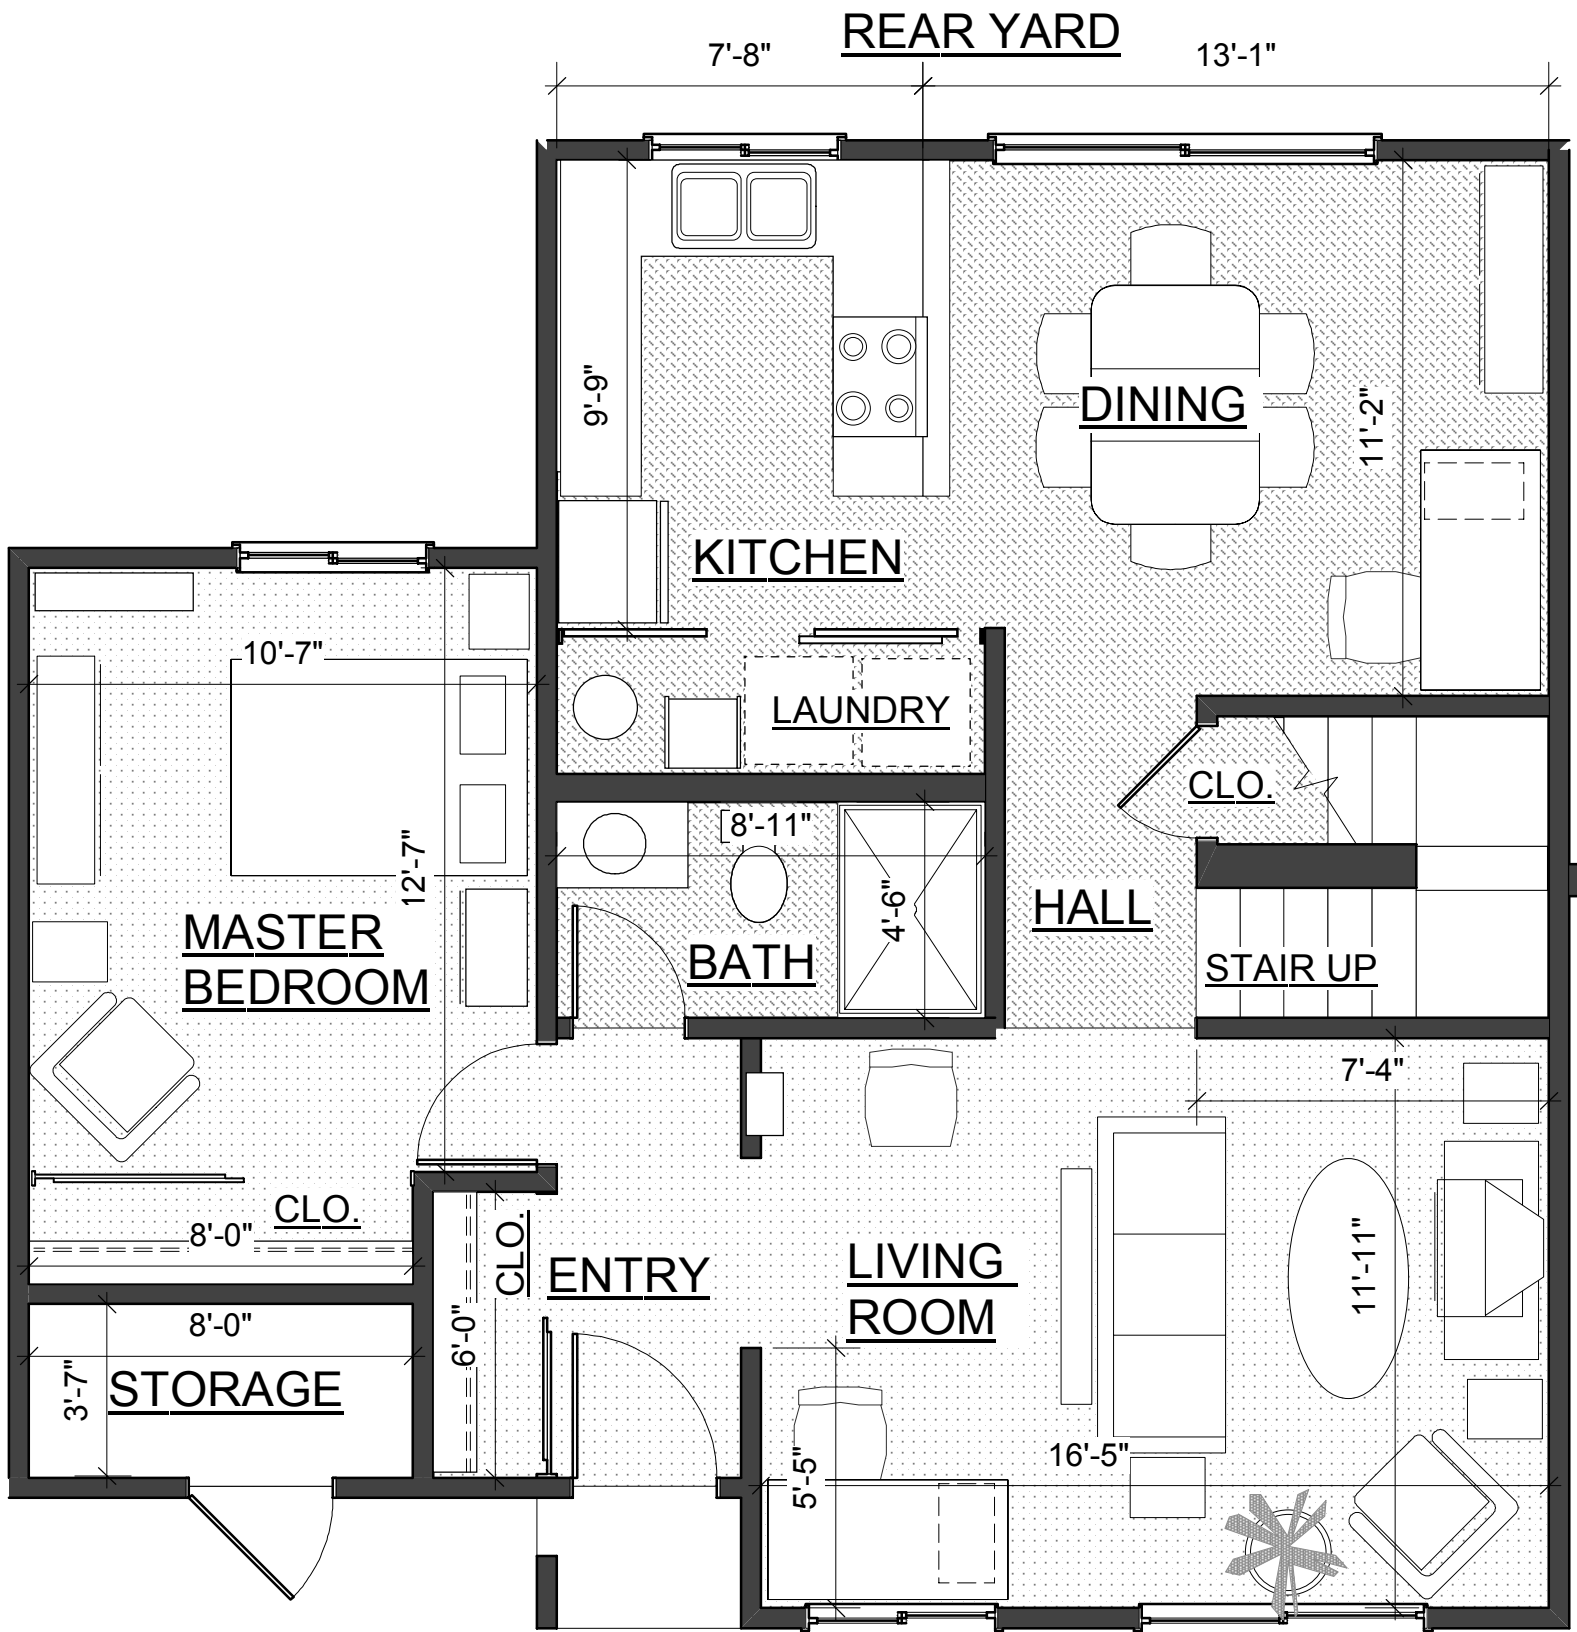 REAR YARD
7'-8"
13'-1"
9'-9"
DINING
11'-2"
KITCHEN
10'-7"
LAUNDRY
CLO.
8'-11"
12'-7"
4'-6"
HALL
MASTER
BEDROOM
BATH
STAIR UP
7'-4"
CLO.
8'-0"
CLO.
ENTRY
LIVING
ROOM
11'-11"
8'-0"
6'-0"
3'-7"
STORAGE
16'-5"
5'-5"